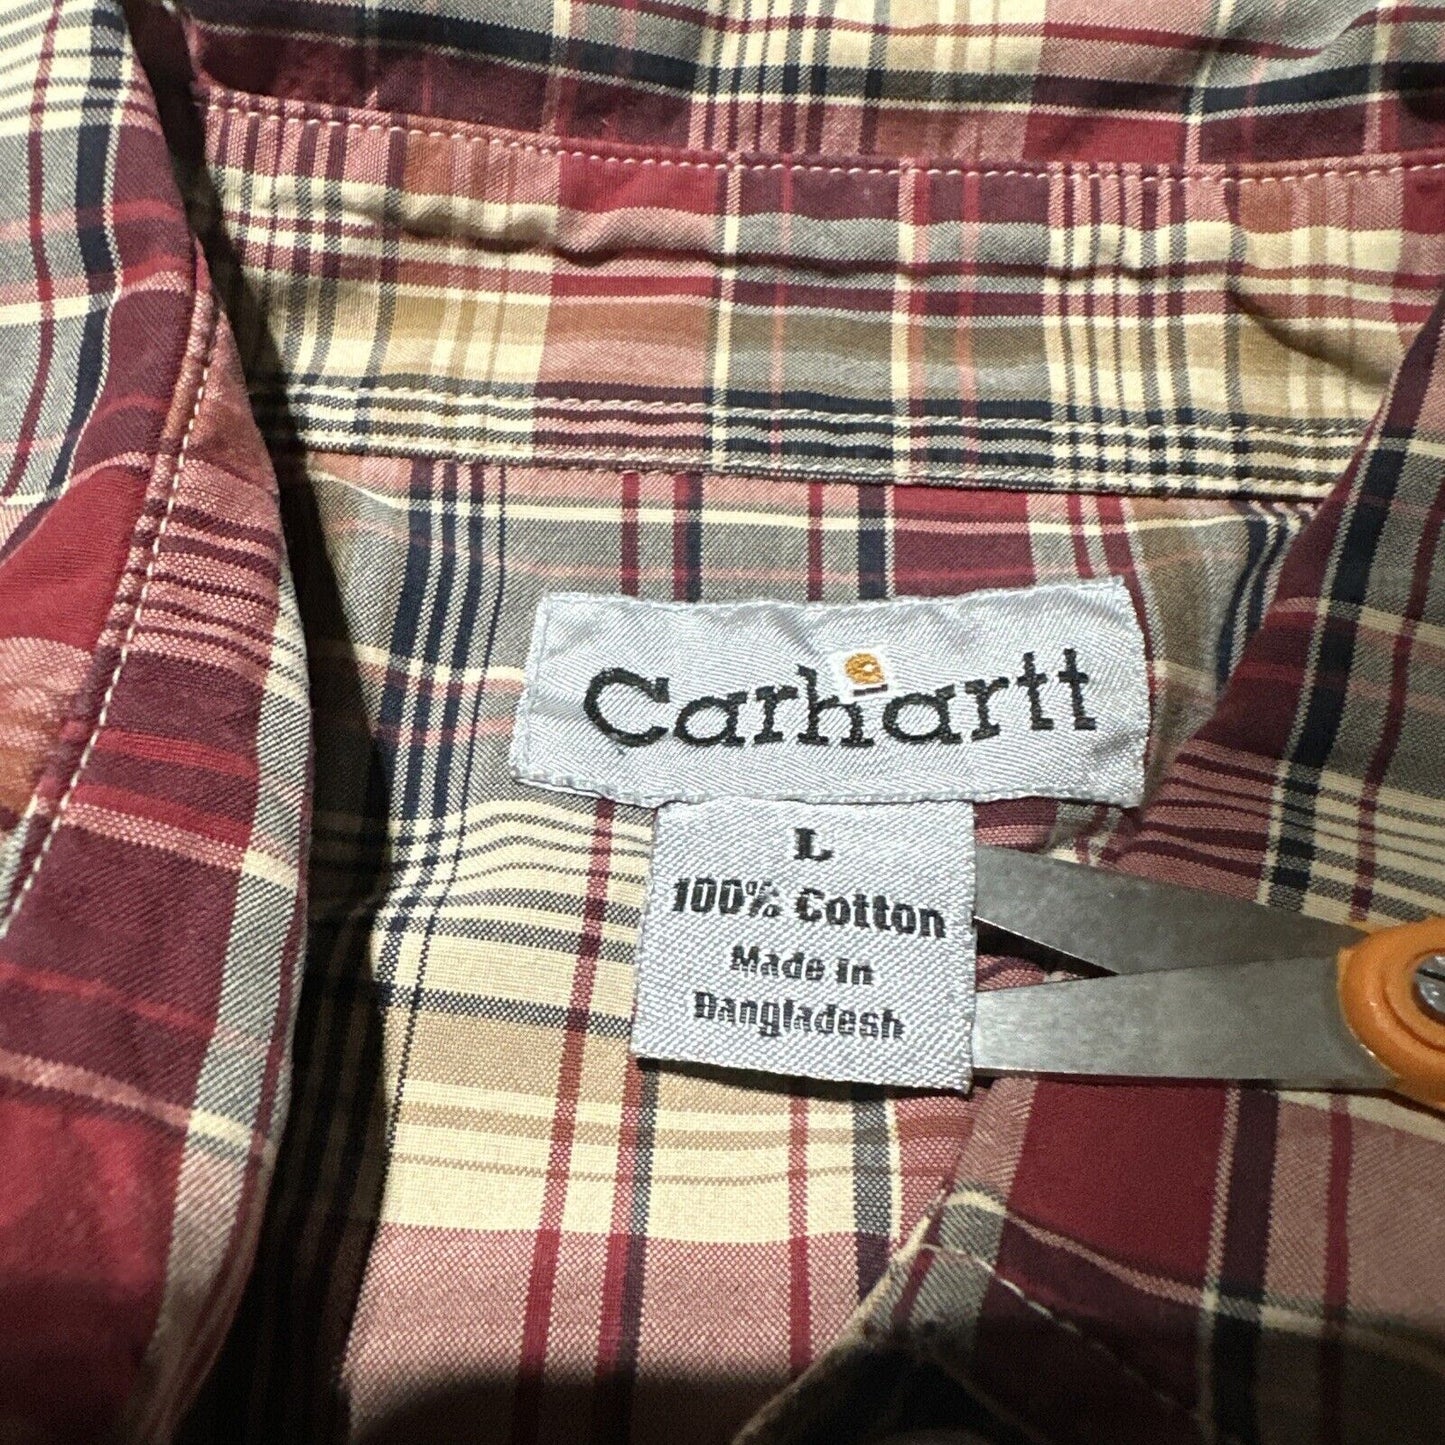 Carhartt
L
100% Cotton
Made in
Bangladesh